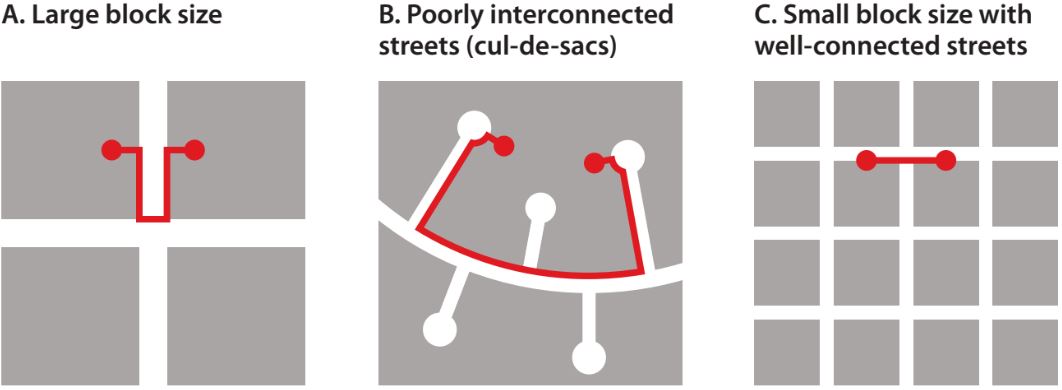 A. Large block size
B. Poorly interconnected
streets (cul-de-sacs)
C. Small block size with
well-connected streets